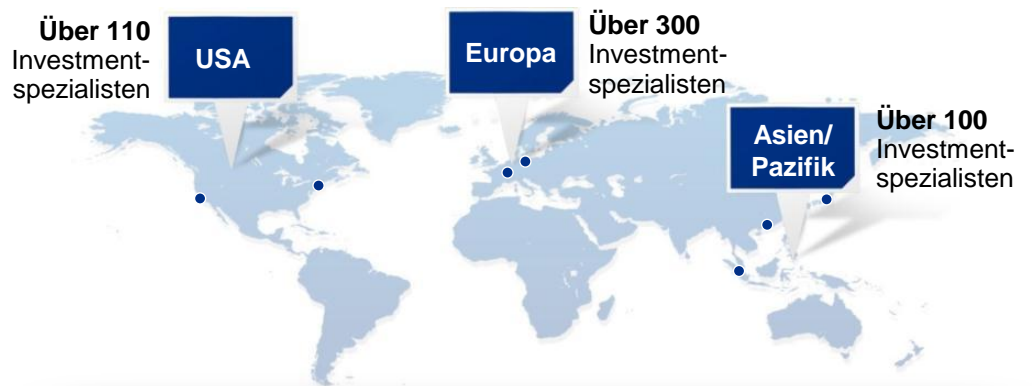 Über 110
Investment-
spezialisten
USA
Europa
Über 300
Investment-
spezialisten
Asien/
Pazifik
Über 100
Investment-
spezialisten